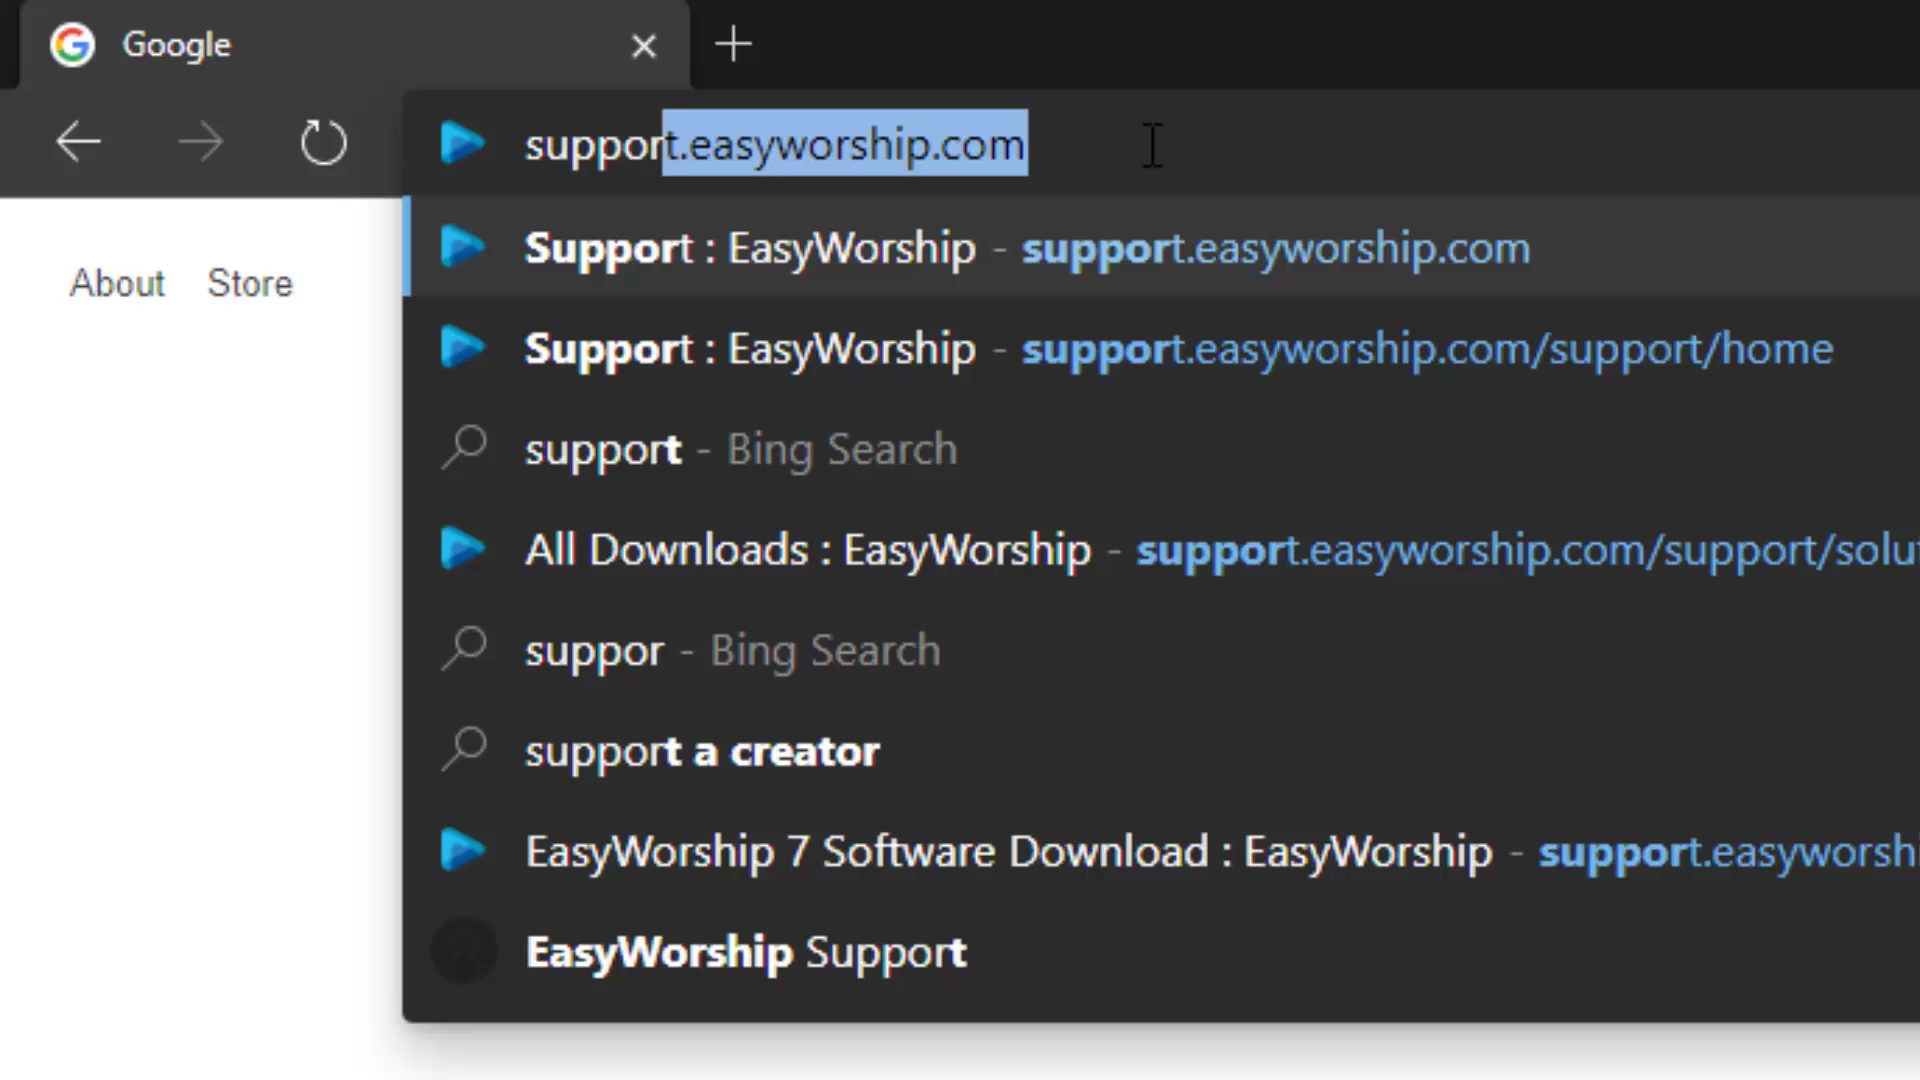 Google
support.easyworship.com
About Store
Support : EasyWorship - support.easyworship.com
Support : EasyWorship - support.easyworship.com/support/home
support - Bing Search
All Downloads : EasyWorship - support.easyworship.com/support/solut
suppor - Bing Search
support a creator
EasyWorship 7 Software Download : EasyWorship - support.easyworshi
EasyWorship Support